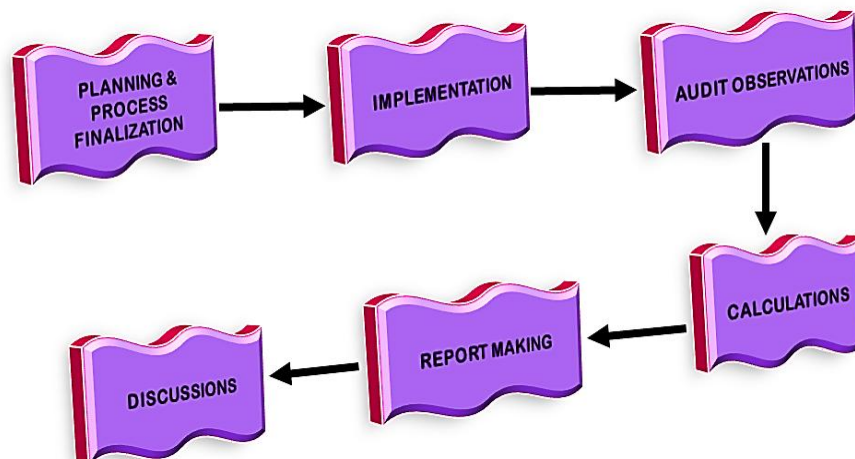 PLANNING &
PROCESS
FINALIZATION
IMPLEMENTATION
AUDIT OBSERVATIONS
CALCULATIONS
REPORT MAKING
DISCUSSIONS